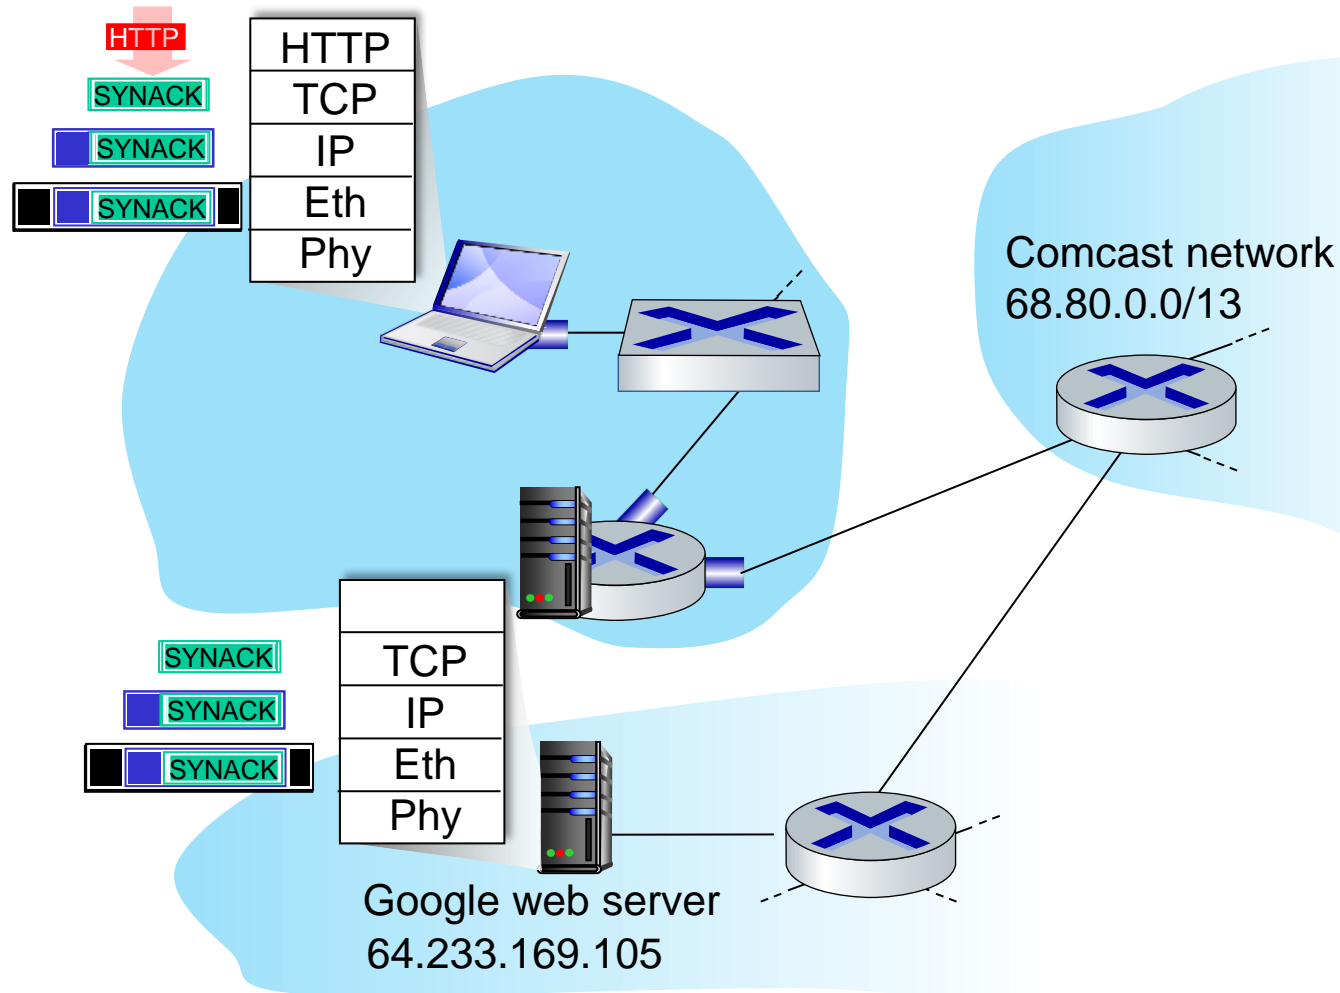 HTTP
SYNACK
SYNACK
SYNACK
HTTP
TCP
IP
Eth
Phy
Comcast network
68.80.0.0/13
SYNACK
SYNACK
SYNACK
TCP
IP
Eth
Phy
Google web server
64.233.169.105